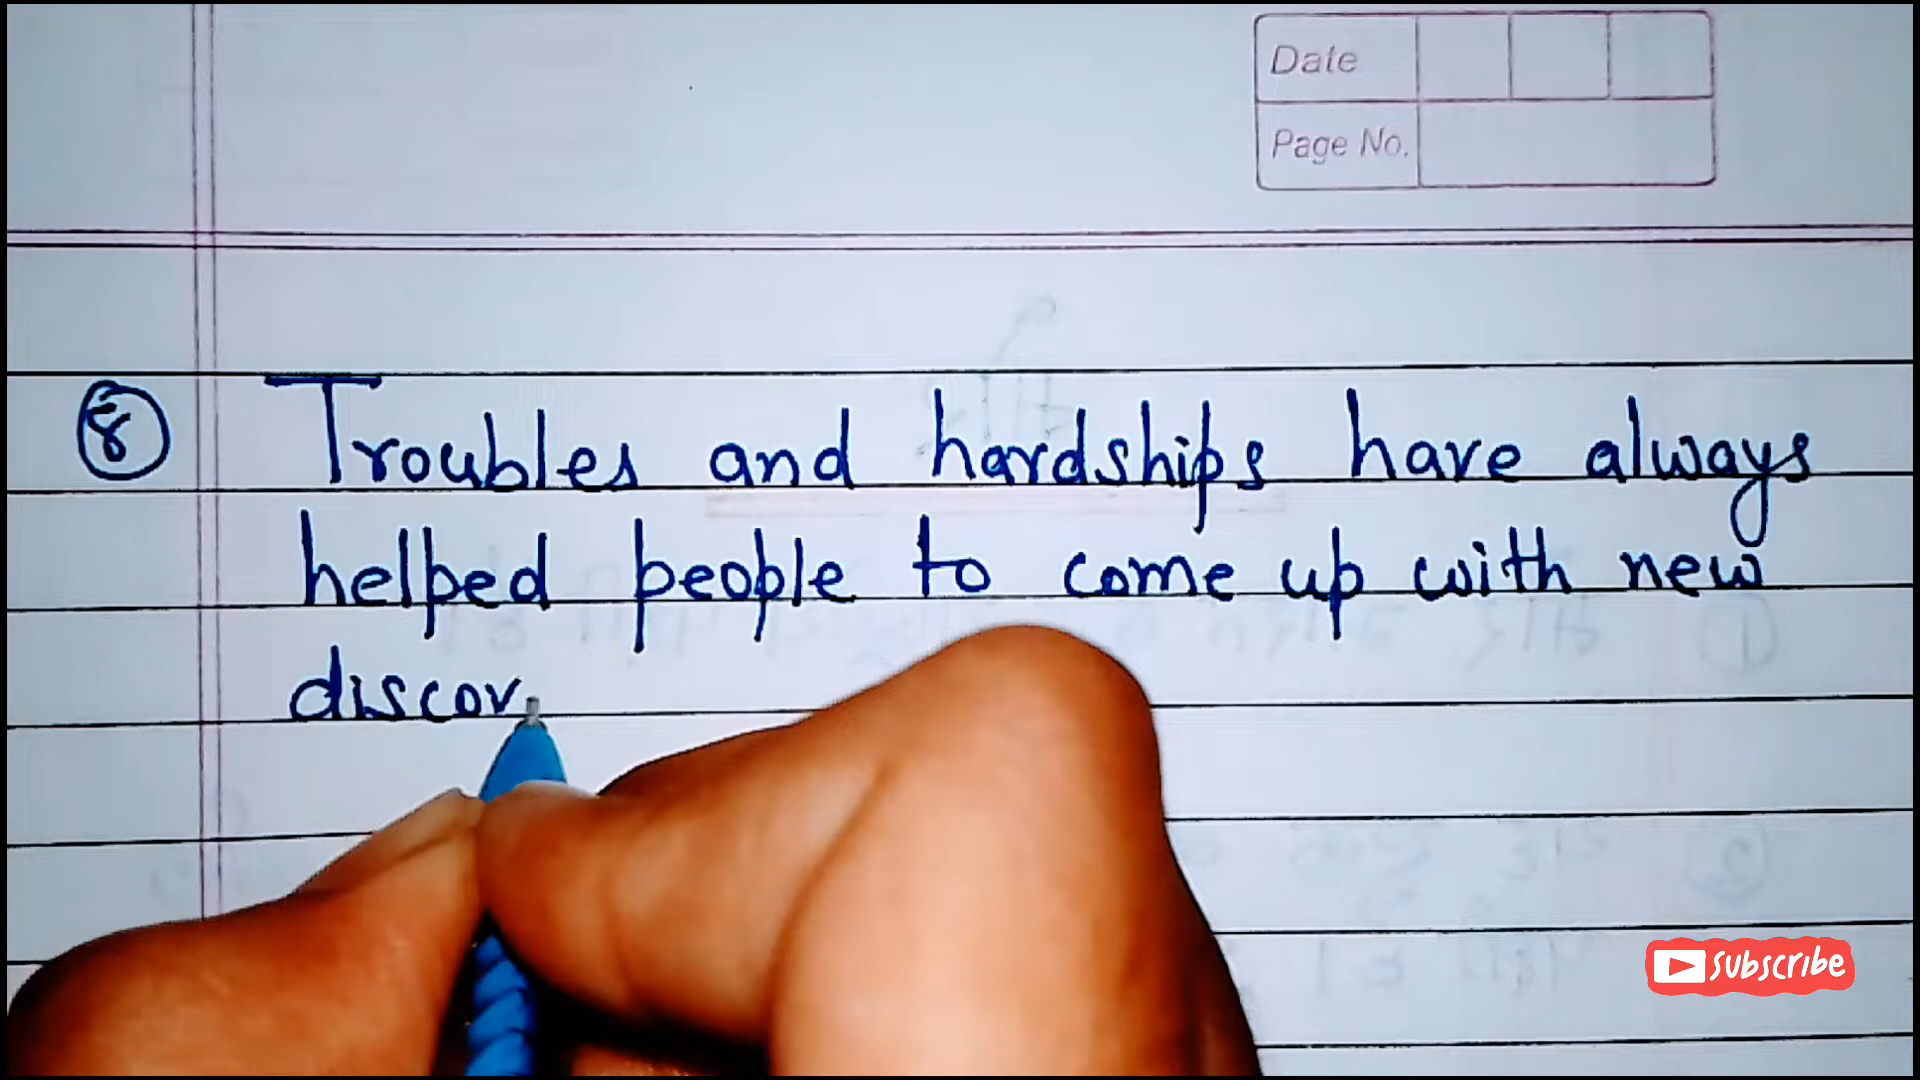 Date
Page No.
8 Troubles and hardships have always
helped people to come up with new
discov
Subscribe